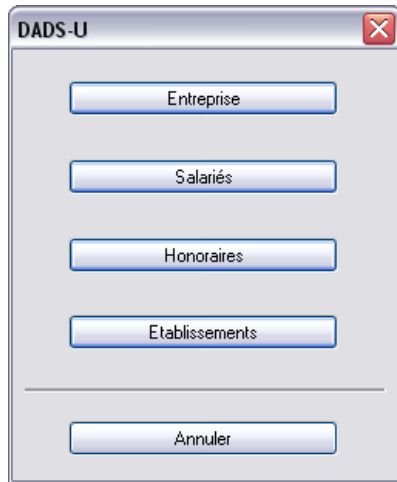 DADS-U
Entreprise
Salariés
Honoraires
Etablissements
Annuler